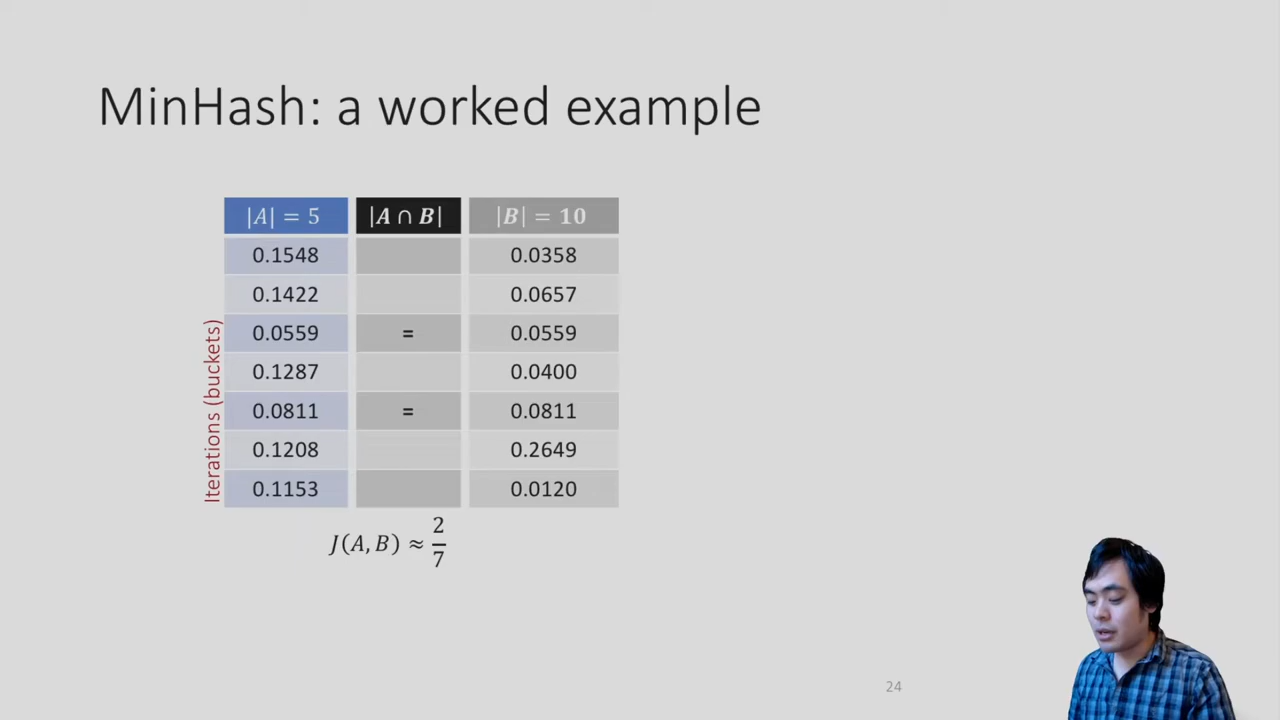 MinHash: a worked example
|A| = 5 |A ∩ B| |B| = 10
0.1548 0.0358
0.1422 0.0657
0.0559 = 0.0559
0.1287 0.0400
0.0811 = 0.0811
0.1208 0.2649
0.1153 0.0120
Iterations (buckets)
J(A, B) ≈ 2/7
24